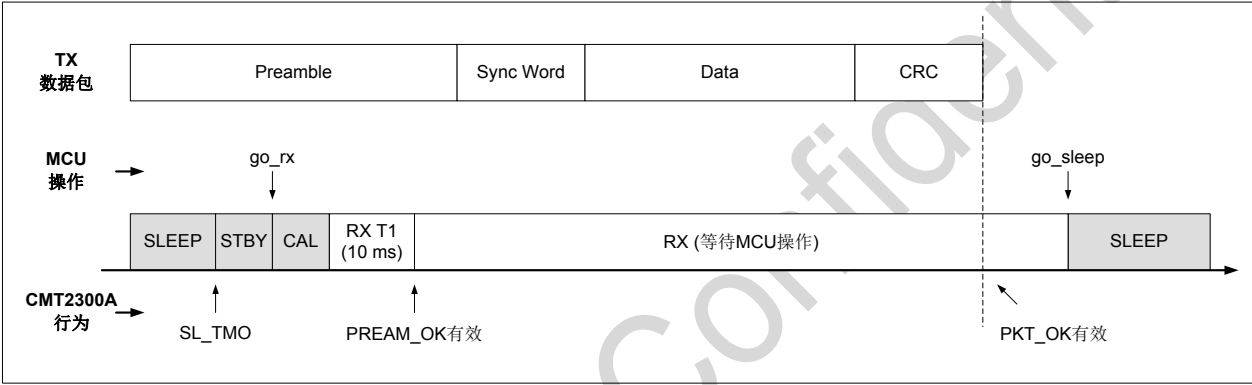 TX
数据包
Preamble
Sync Word
Data
CRC
MCU
操作
go_rx
go_sleep
SLEEP
STBY
CAL
RX T1
(10 ms)
RX (等待MCU操作)
SLEEP
CMT2300A
行为
SL_TMO
PREAM_OK有效
PKT_OK有效
Confident